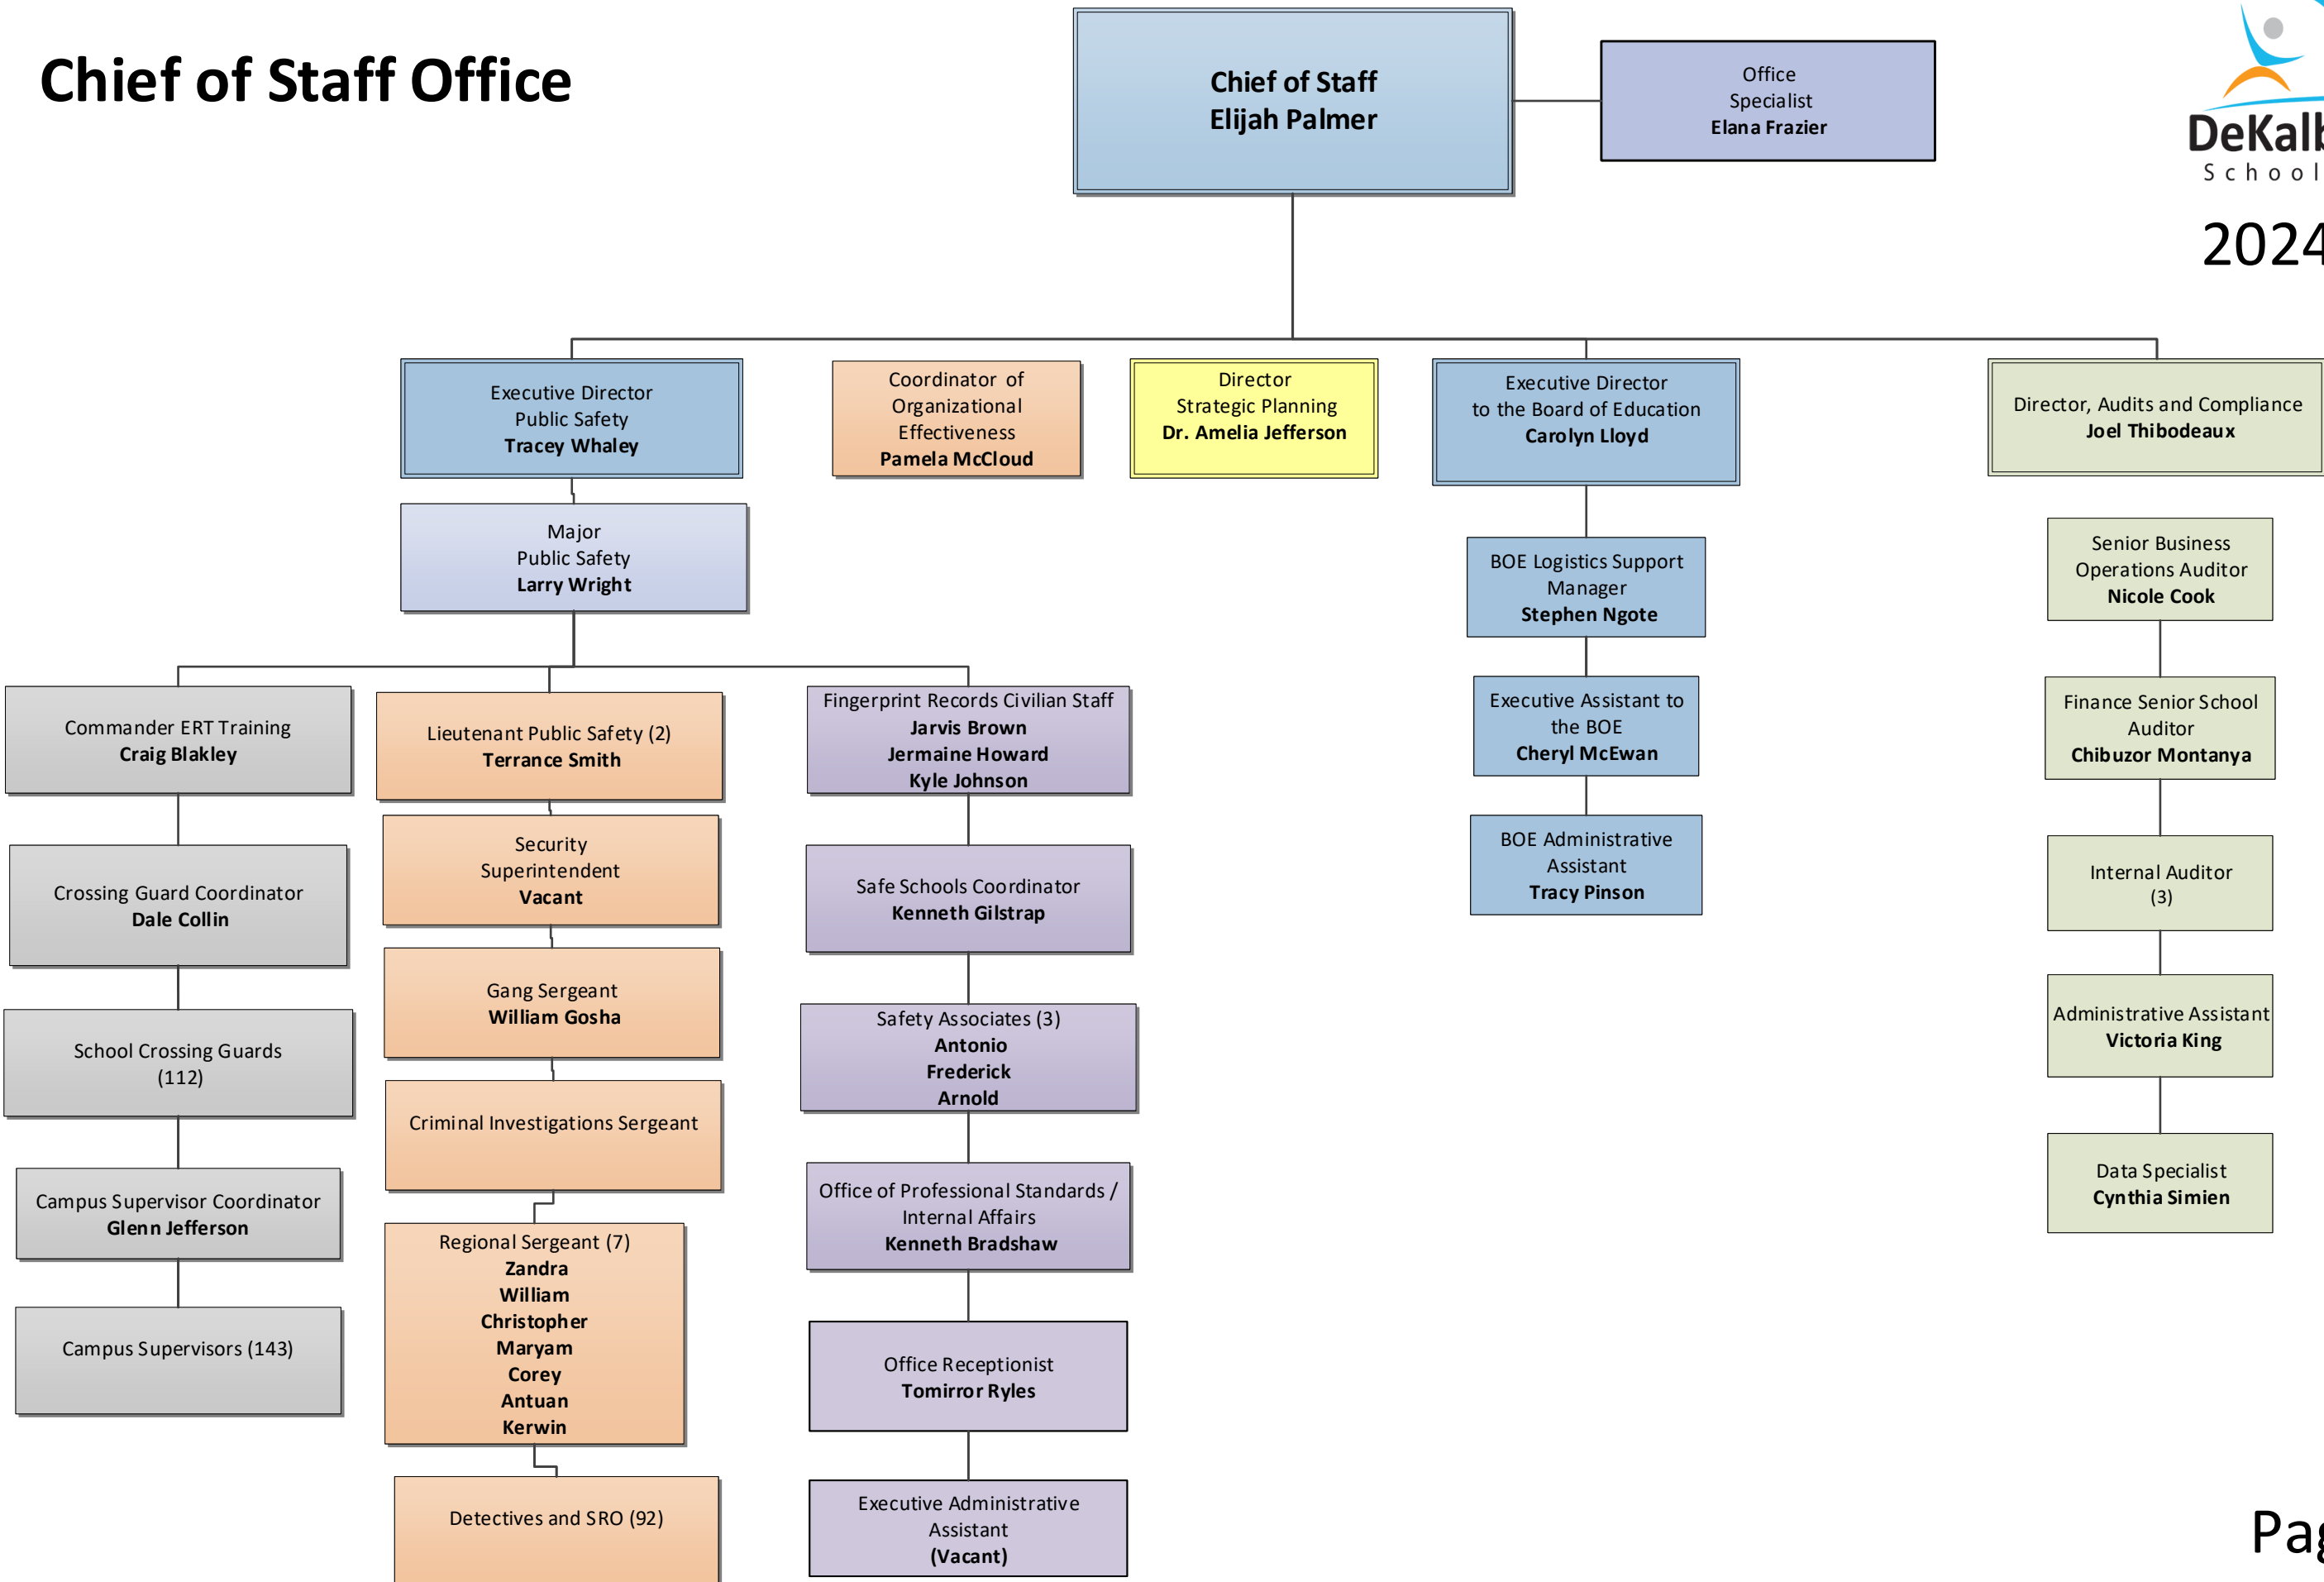 Chief of Staff Office
Chief of Staff
Elijah Palmer
Office
Specialist
Elana Frazier
School
2024
Executive Director
Public Safety
Tracey Whaley
Coordinator of
Organizational
Effectiveness
Pamela McCloud
Director
Strategic Planning
Dr. Amelia Jefferson
Executive Director
to the Board of Education
Carolyn Lloyd
Director, Audits and Compliance
Joel Thibodeaux
Major
Public Safety
Larry Wright
BOE Logistics Support
Manager
Stephen Ngote
Executive Assistant to
the BOE
Cheryl McEwan
BOE Administrative
Assistant
Tracy Pinson
Senior Business
Operations Auditor
Nicole Cook
Finance Senior School
Auditor
Chibuzor Montanya
Internal Auditor
(3)
Administrative Assistant
Victoria King
Data Specialist
Cynthia Simien
Commander ERT Training
Craig Blakley
Crossing Guard Coordinator
Dale Collin
School Crossing Guards
(112)
Campus Supervisor Coordinator
Glenn Jefferson
Campus Supervisors (143)
Lieutenant Public Safety (2)
Terrance Smith
Security
Superintendent
Vacant
Gang Sergeant
William Gosha
Criminal Investigations Sergeant
Regional Sergeant (7)
Zandra
William
Christopher
Maryam
Corey
Antuan
Kerwin
Detectives and SRO (92)
Fingerprint Records Civilian Staff
Jarvis Brown
Jermaine Howard
Kyle Johnson
Safe Schools Coordinator
Kenneth Gilstrap
Safety Associates (3)
Antonio
Frederick
Arnold
Office of Professional Standards /
Internal Affairs
Kenneth Bradshaw
Office Receptionist
Tomirror Ryles
Executive Administrative
Assistant
(Vacant)